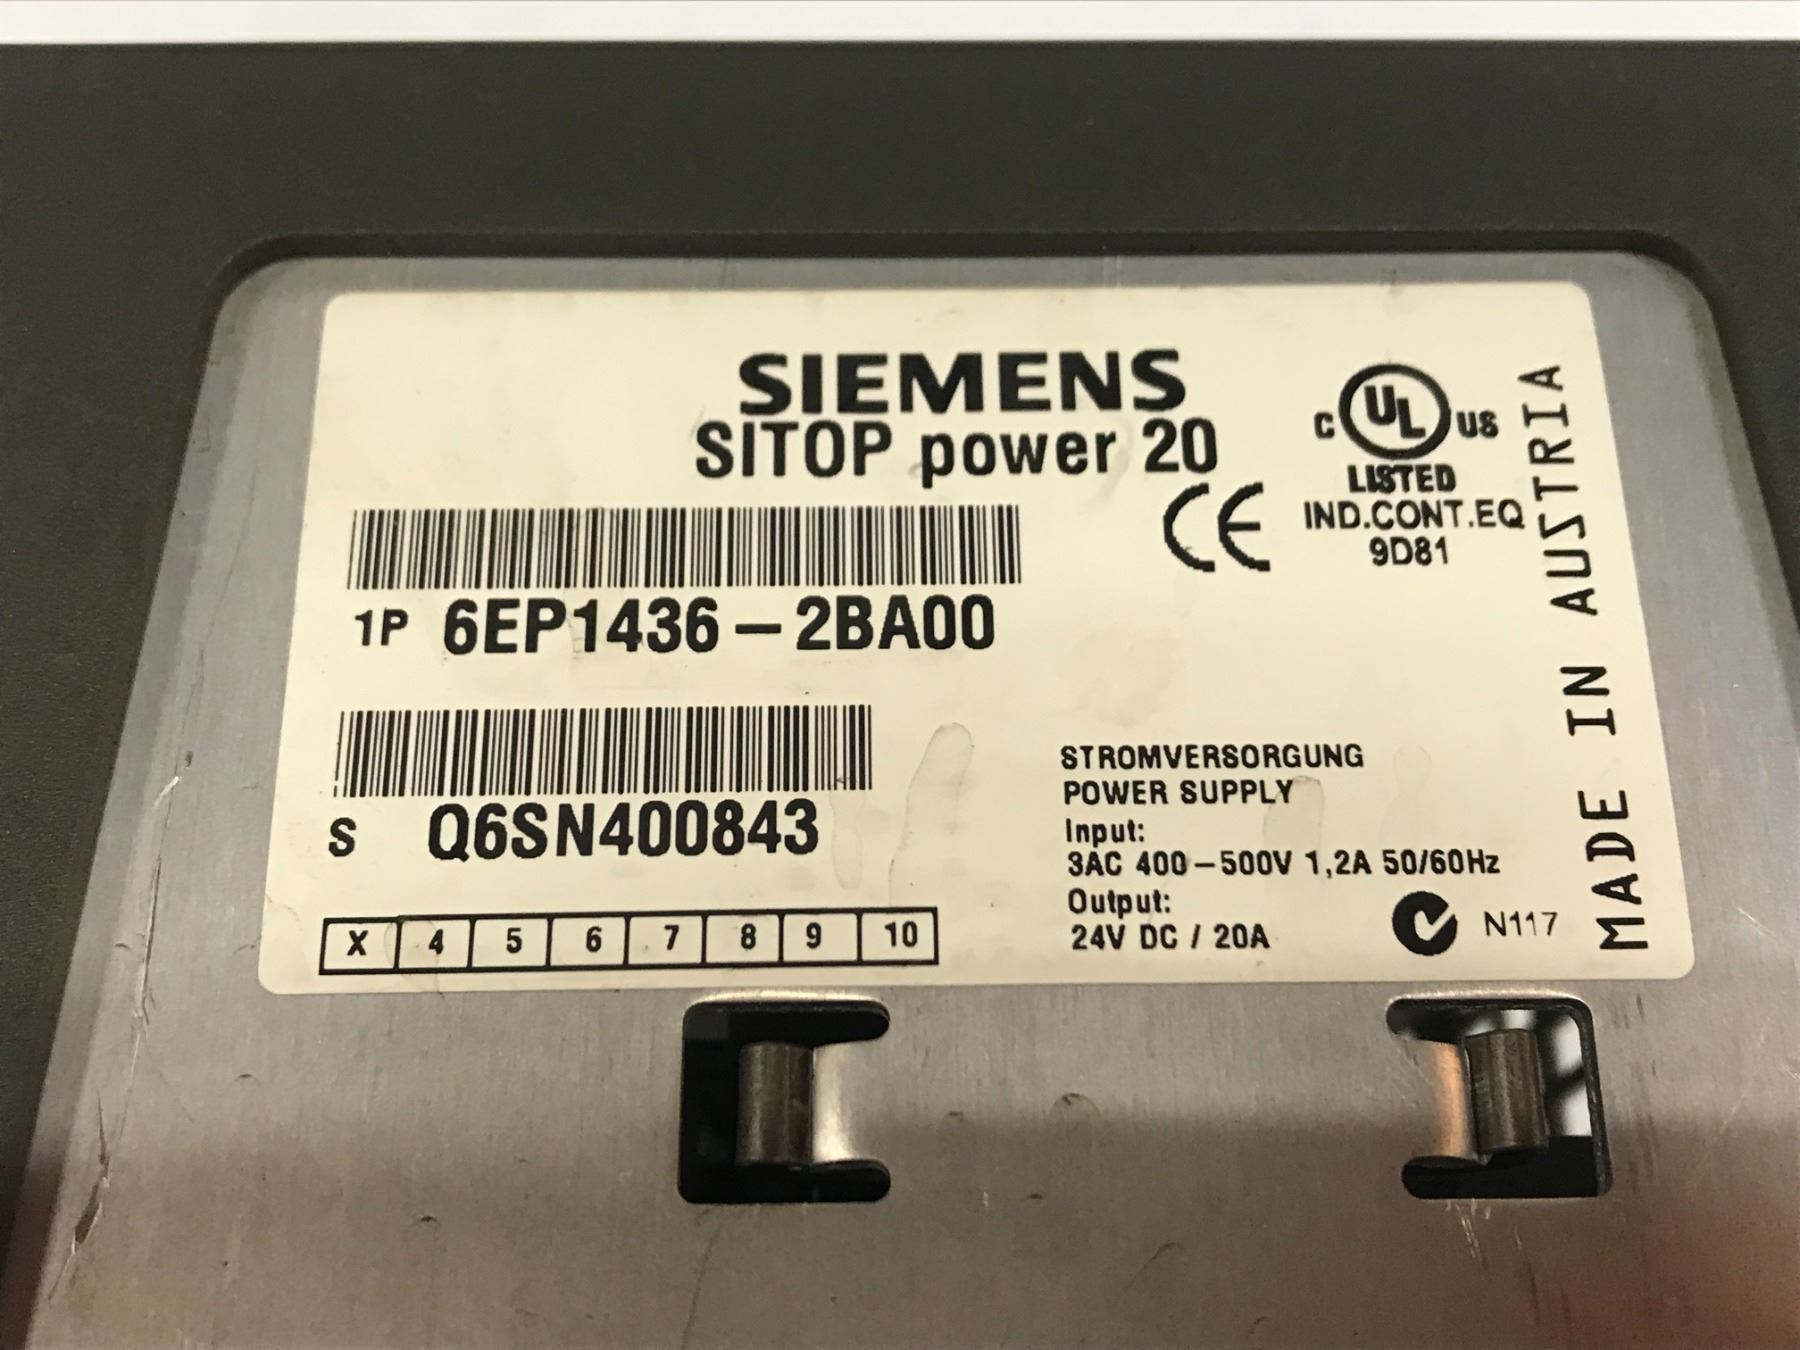 SIEMENS
SITOP power 20
C UL US
LISTED
IND.CONT.EQ
9D81
CE
1P 6EP1436-2BA00
S Q6SN400843
X 4 5 6 7 8 9 10
STROMVERSORGUNG
POWER SUPPLY
Input:
3AC 400-500V 1,2A 50/60Hz
Output:
24V DC / 20A
N117
MADE IN AUSTRIA